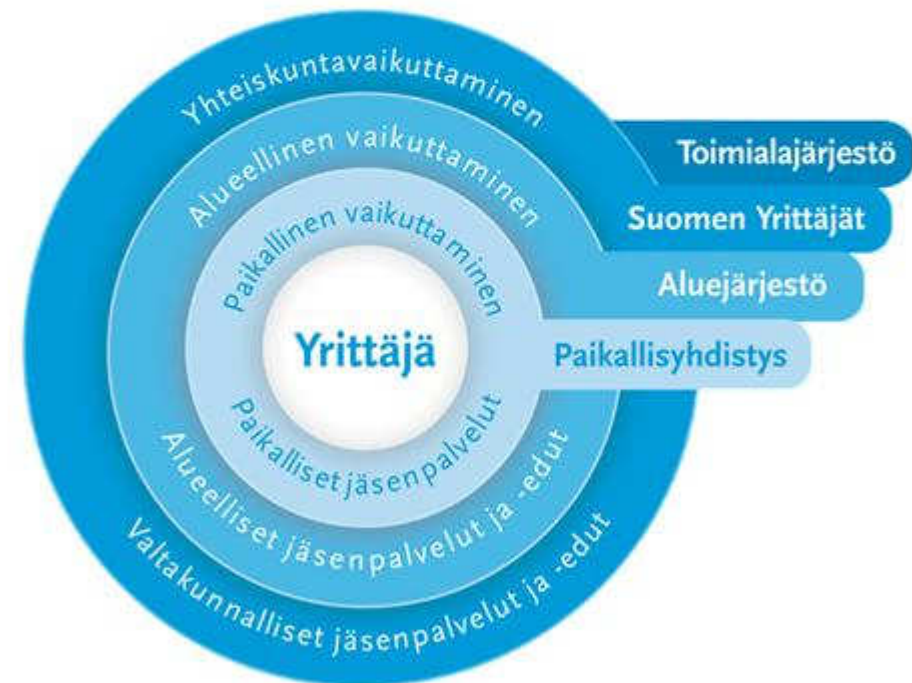 Yhteiskuntavaikuttaminen
Alueellinen vaikuttaminen
Paikallinen vaikuttaminen
Yrittäjä
Paikalliset jäsenpalvelut
Alueelliset jäsenpalvelut ja -edut
Valtakunnalliset jäsenpalvelut ja -edut
Toimialajärjestö
Suomen Yrittäjät
Aluejärjestö
Paikallisyhdistys